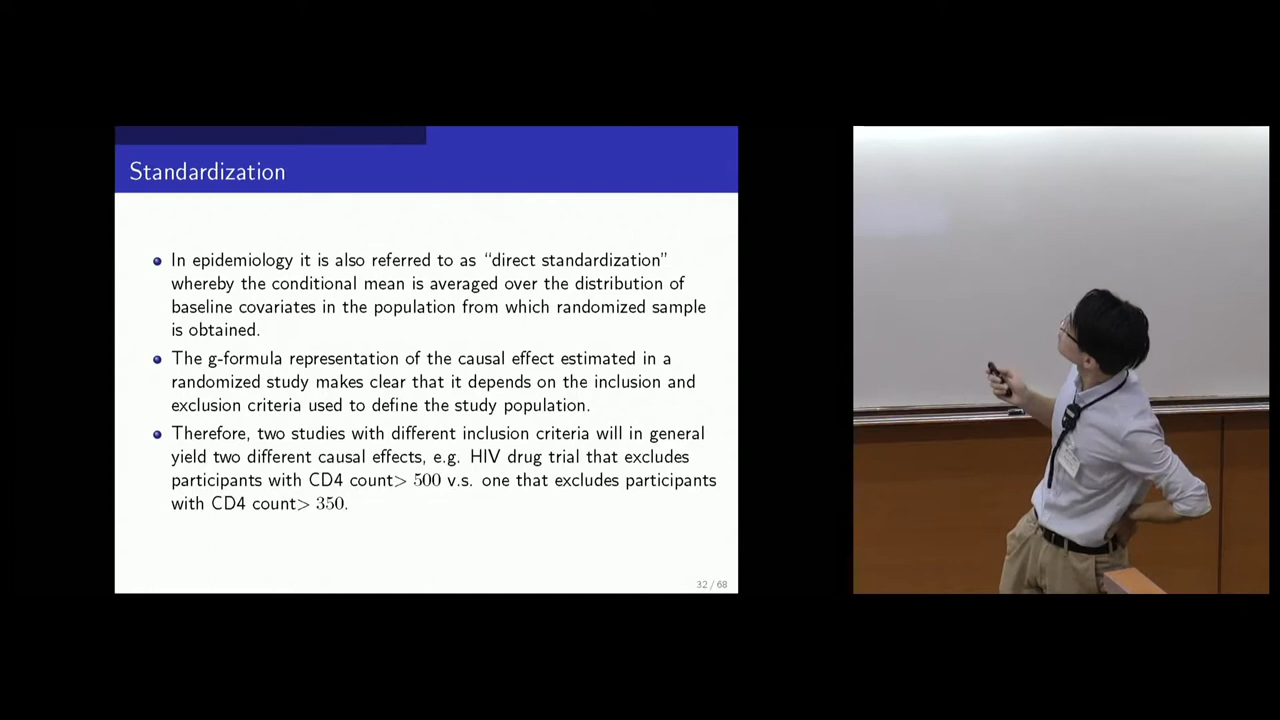 Standardization
In epidemiology it is also referred to as “direct standardization”
whereby the conditional mean is averaged over the distribution of
baseline covariates in the population from which randomized sample
is obtained.
The g-formula representation of the causal effect estimated in a
randomized study makes clear that it depends on the inclusion and
exclusion criteria used to define the study population.
Therefore, two studies with different inclusion criteria will in general
yield two different causal effects, e.g. HIV drug trial that excludes
participants with CD4 count> 500 v.s. one that excludes participants
with CD4 count> 350.
32 / 68